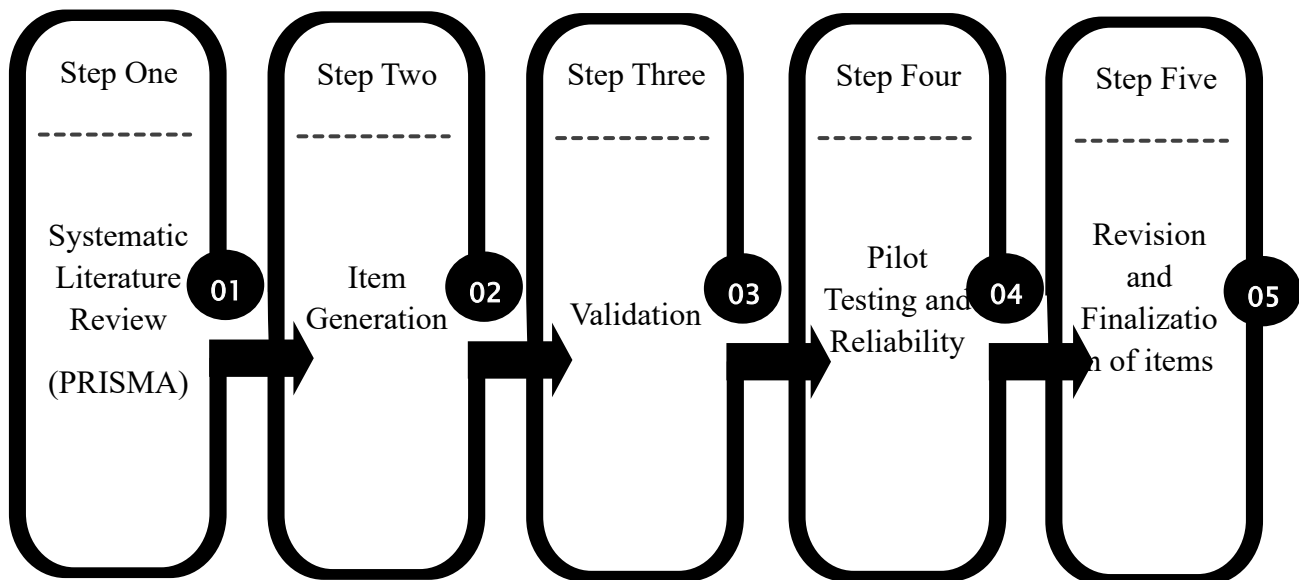 Step One
Systematic
Literature
Review
(PRISMA)
01
Step Two
Item
Generation
02
Step Three
Validation
03
Step Four
Pilot
Testing and
Reliability
04
Step Five
Revision
and
Finalizatio
n of items
05